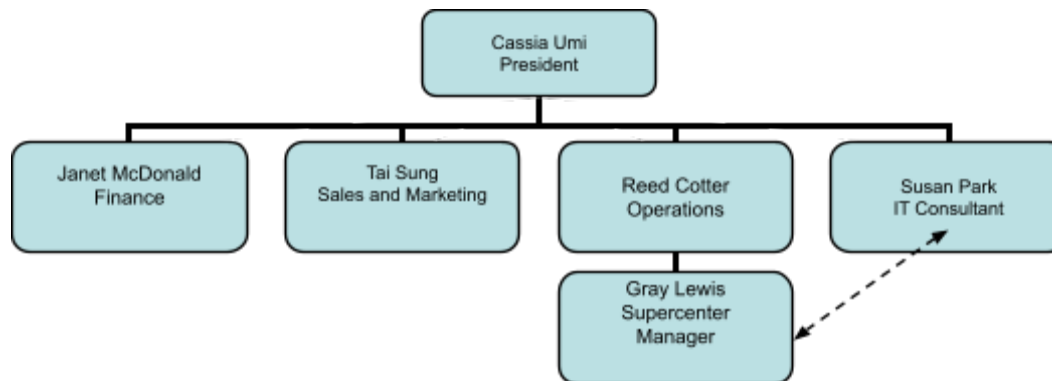 Cassia Umi
President
Janet McDonald
Finance
Tai Sung
Sales and Marketing
Reed Cotter
Operations
Susan Park
IT Consultant
Gray Lewis
Supercenter
Manager